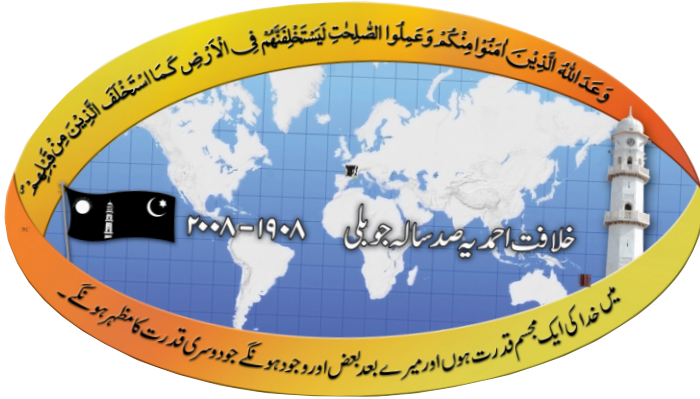 وَعَدَ اللّٰهُ الَّذِيْنَ اٰمَنُوْا مِنْكُمْ وَعَمِلُوا الصّٰلِحٰتِ لَيَسْتَخْلِفَنَّهُمْ فِى الْاَرْضِ كَمَا اسْتَخْلَفَ الَّذِيْنَ مِنْ قَبْلِهِمْ
خلافت احمدیہ صد سالہ جوبلی
۱۹۰۸ – ۲۰۰۸
میں خدا کی ایک مجسم قدرت ہوں اور میرے بعد بعض اور وجود ہونگے جو دوسری قدرت کا مظہر ہونگے۔